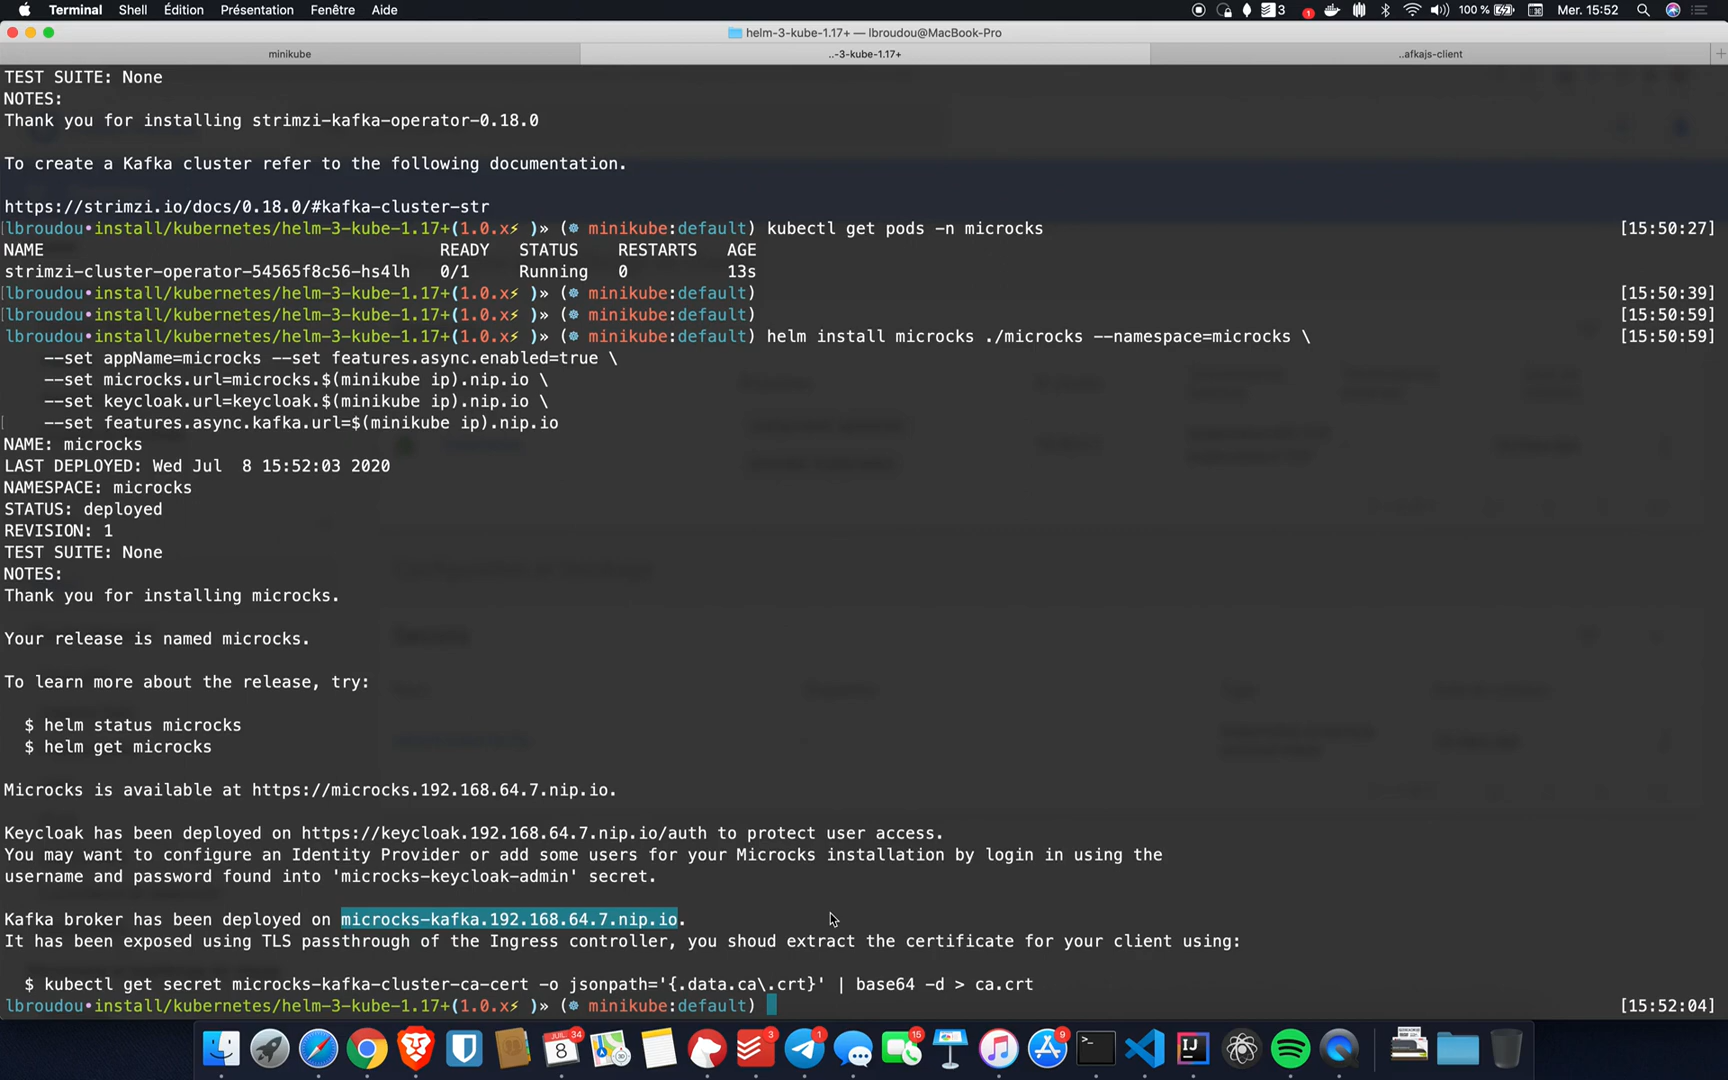 Terminal Shell Édition Présentation Fenêtre Aide 3 1 100 % Mer. 15:52
helm-3-kube-1.17+ — lbroudou@MacBook-Pro
minikube ..-3-kube-1.17+ ..afkajs-client +
TEST SUITE: None
NOTES:
Thank you for installing strimzi-kafka-operator-0.18.0
To create a Kafka cluster refer to the following documentation.
https://strimzi.io/docs/0.18.0/#kafka-cluster-str
[lbroudou•install/kubernetes/helm-3-kube-1.17+(1.0.x⚡ )» (⎈ minikube:default) kubectl get pods -n microcks [15:50:27]
NAME READY STATUS RESTARTS AGE
strimzi-cluster-operator-54565f8c56-hs4lh 0/1 Running 0 13s
[lbroudou•install/kubernetes/helm-3-kube-1.17+(1.0.x⚡ )» (⎈ minikube:default) [15:50:39]
[lbroudou•install/kubernetes/helm-3-kube-1.17+(1.0.x⚡ )» (⎈ minikube:default) [15:50:59]
lbroudou•install/kubernetes/helm-3-kube-1.17+(1.0.x⚡ )» (⎈ minikube:default) helm install microcks ./microcks --namespace=microcks \ [15:50:59]
--set appName=microcks --set features.async.enabled=true \
--set microcks.url=microcks.$(minikube ip).nip.io \
--set keycloak.url=keycloak.$(minikube ip).nip.io \
[ --set features.async.kafka.url=$(minikube ip).nip.io
NAME: microcks
LAST DEPLOYED: Wed Jul  8 15:52:03 2020
NAMESPACE: microcks
STATUS: deployed
REVISION: 1
TEST SUITE: None
NOTES:
Thank you for installing microcks.
Your release is named microcks.
To learn more about the release, try:
$ helm status microcks
$ helm get microcks
Microcks is available at https://microcks.192.168.64.7.nip.io.
Keycloak has been deployed on https://keycloak.192.168.64.7.nip.io/auth to protect user access.
You may want to configure an Identity Provider or add some users for your Microcks installation by login in using the
username and password found into 'microcks-keycloak-admin' secret.
Kafka broker has been deployed on microcks-kafka.192.168.64.7.nip.io.
It has been exposed using TLS passthrough of the Ingress controller, you shoud extract the certificate for your client using:
$ kubectl get secret microcks-kafka-cluster-ca-cert -o jsonpath='{.data.ca\.crt}' | base64 -d > ca.crt
lbroudou•install/kubernetes/helm-3-kube-1.17+(1.0.x⚡ )» (⎈ minikube:default) [15:52:04]
JUL 34 8 3 1 15 9